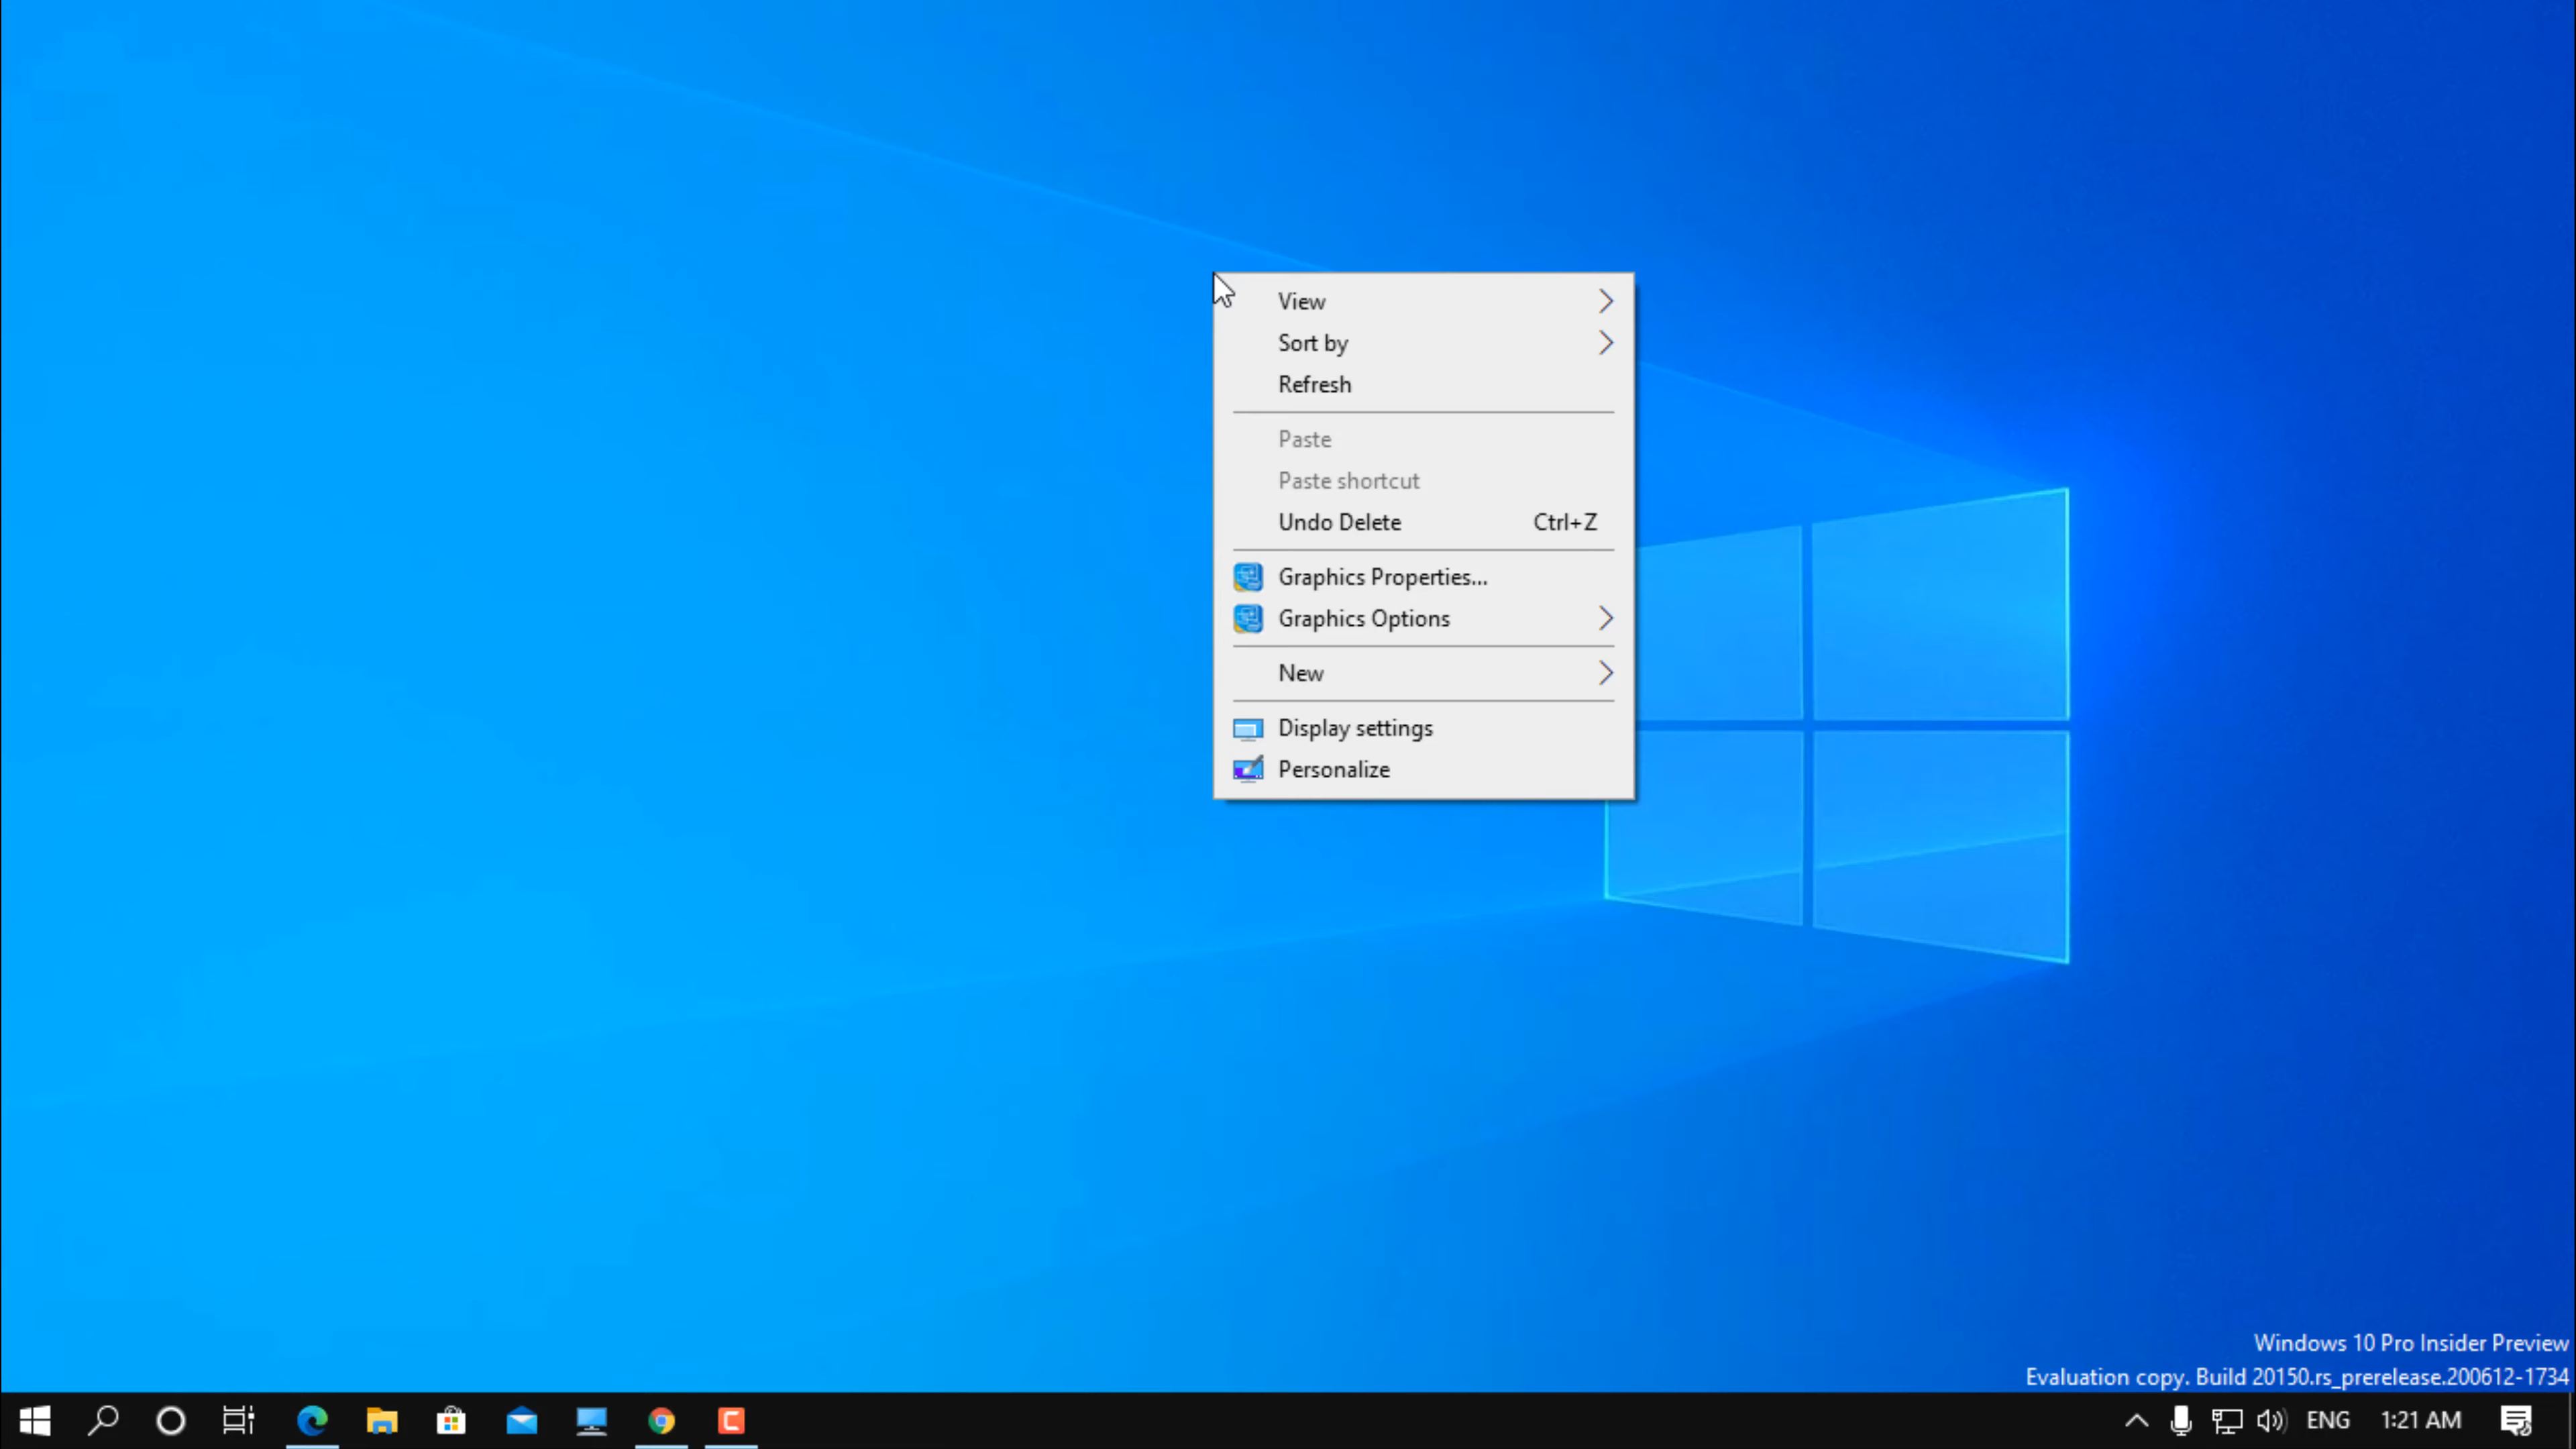 View
Sort by
Refresh
Paste
Paste shortcut
Undo Delete Ctrl+Z
Graphics Properties...
Graphics Options
New
Display settings
Personalize
Windows 10 Pro Insider Preview
Evaluation copy. Build 20150.rs_prerelease.200612-1734
ENG 1:21 AM